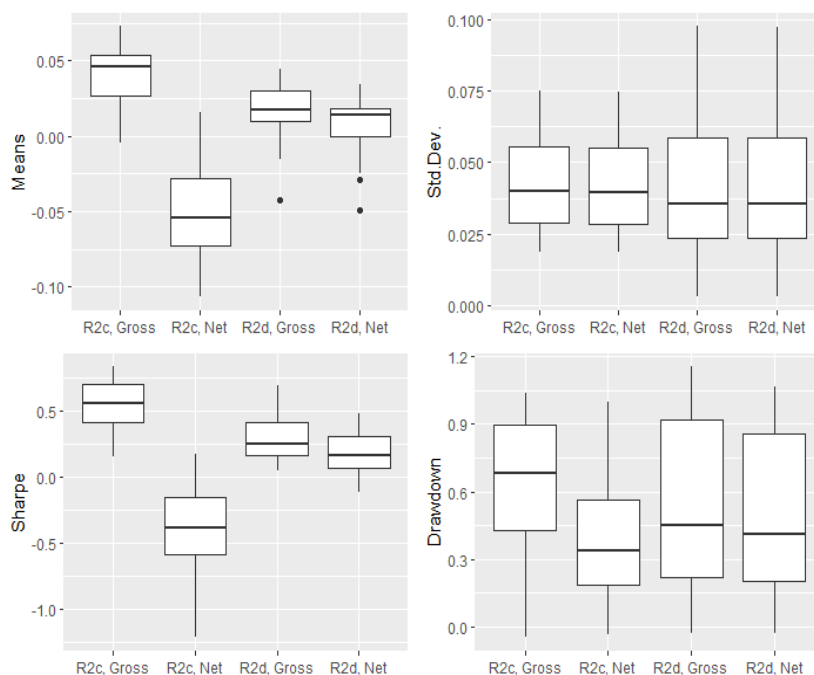 Means
0.05
0.00
-0.05
-0.10
R2c, Gross R2c, Net R2d, Gross R2d, Net
Std.Dev.
0.100
0.075
0.050
0.025
0.000
R2c, Gross R2c, Net R2d, Gross R2d, Net
Sharpe
0.5
0.0
-0.5
-1.0
R2c, Gross R2c, Net R2d, Gross R2d, Net
Drawdown
1.2
0.9
0.6
0.3
0.0
R2c, Gross R2c, Net R2d, Gross R2d, Net